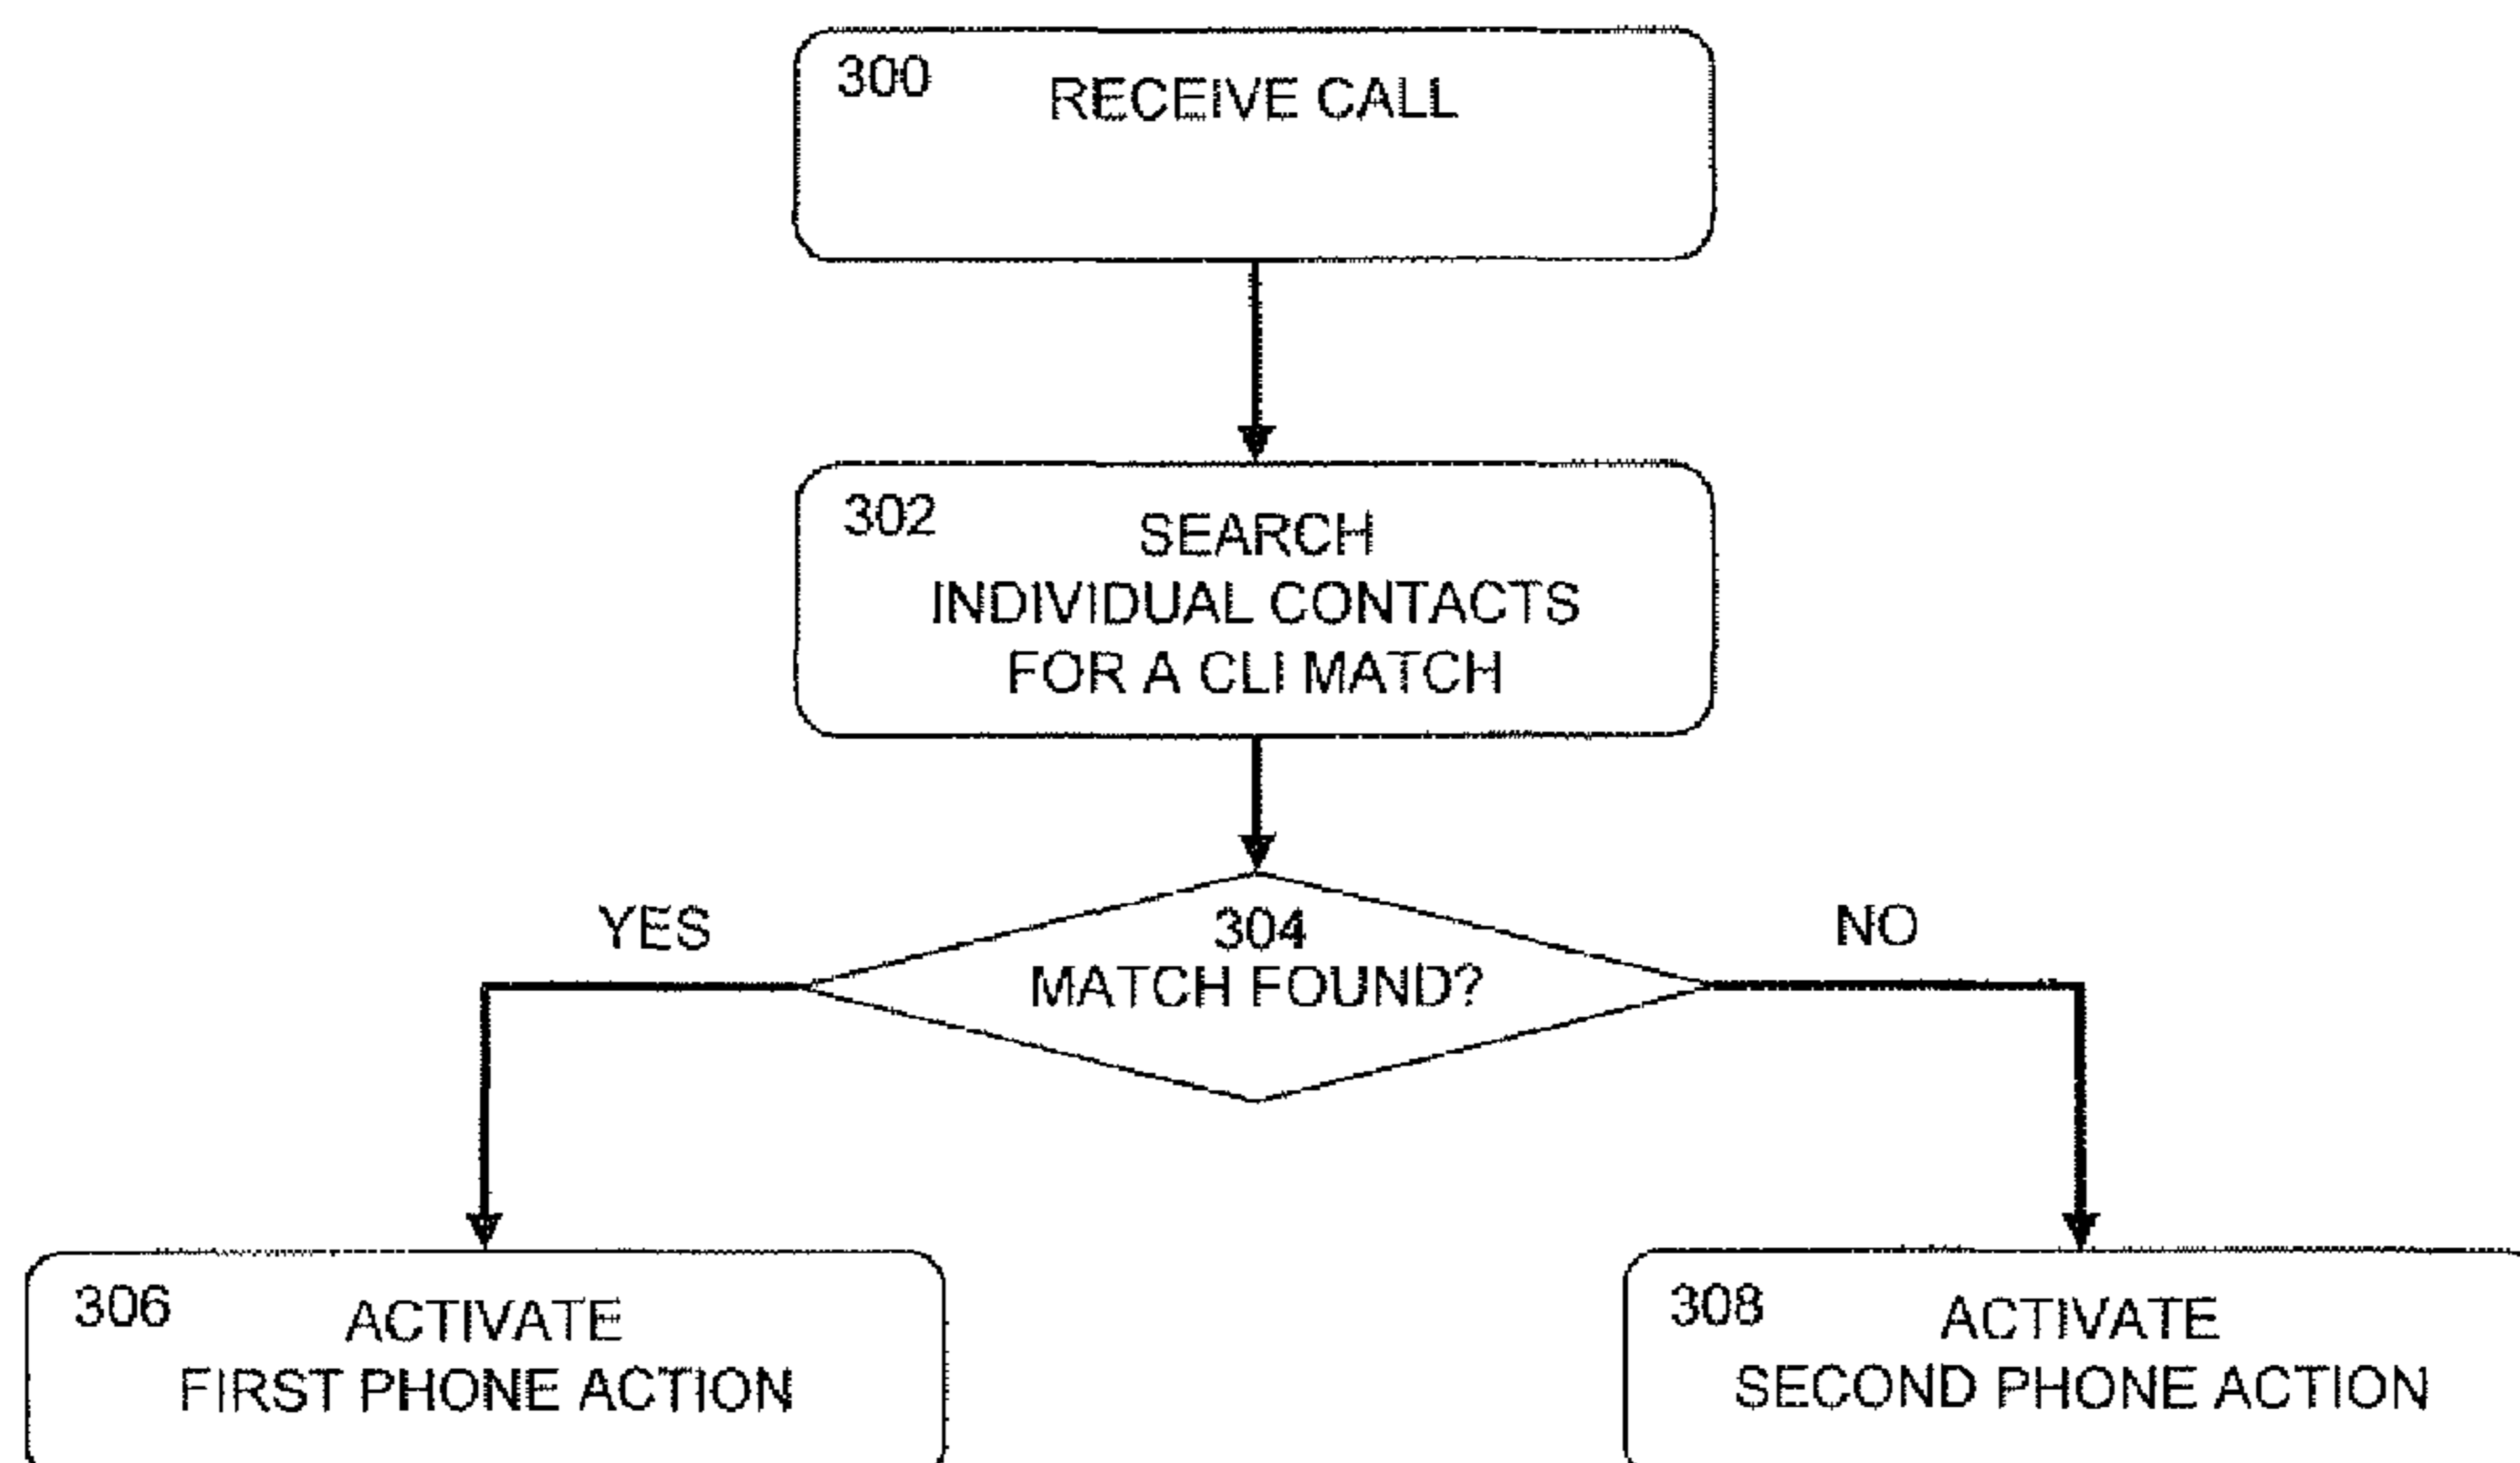 300
RECEIVE CALL
302
SEARCH
INDIVIDUAL CONTACTS
FOR A CLI MATCH
YES
304
NO
MATCH FOUND?
306
ACTIVATE
FIRST PHONE ACTION
308
ACTIVATE
SECOND PHONE ACTION